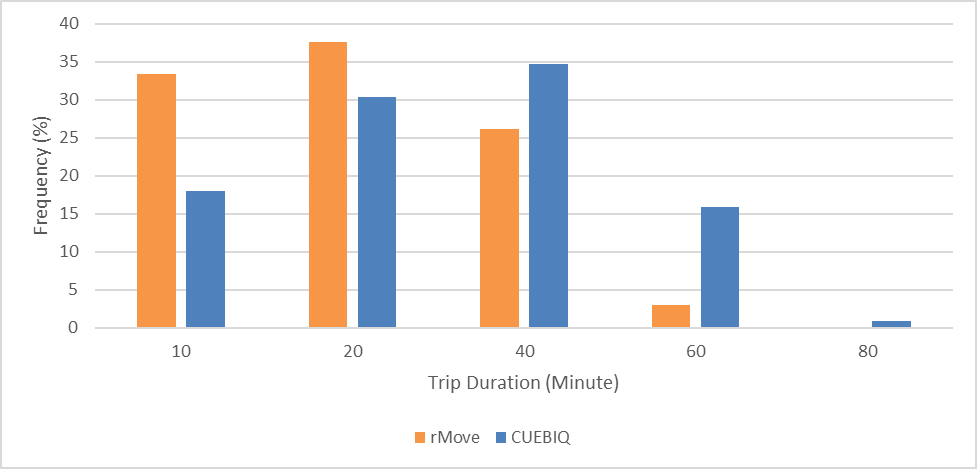 40
35
30
25
20
15
10
5
0
Frequency (%)
10 20 40 60 80
Trip Duration (Minute)
rMove CUEBIQ